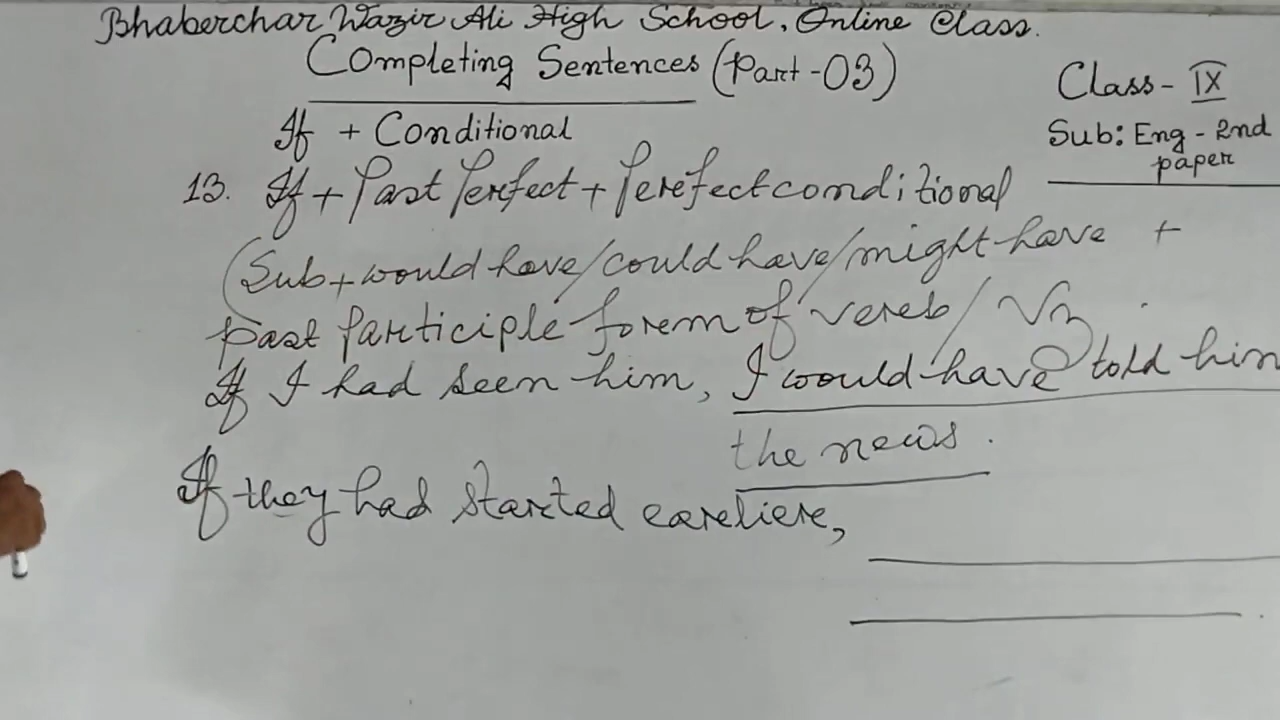 Bhaberchar Wazir Ali High School, Online Class.
Completing Sentences (Part-03)
Class- IX
Sub: Eng-2nd
paper
If + Conditional
13. If + Past Perfect + Perefect conditional
(Sub+would have/could have/might have +
past participle forem of vereb/V3
If I had seen him, I would have told him
the news.
If they had started eareliere,